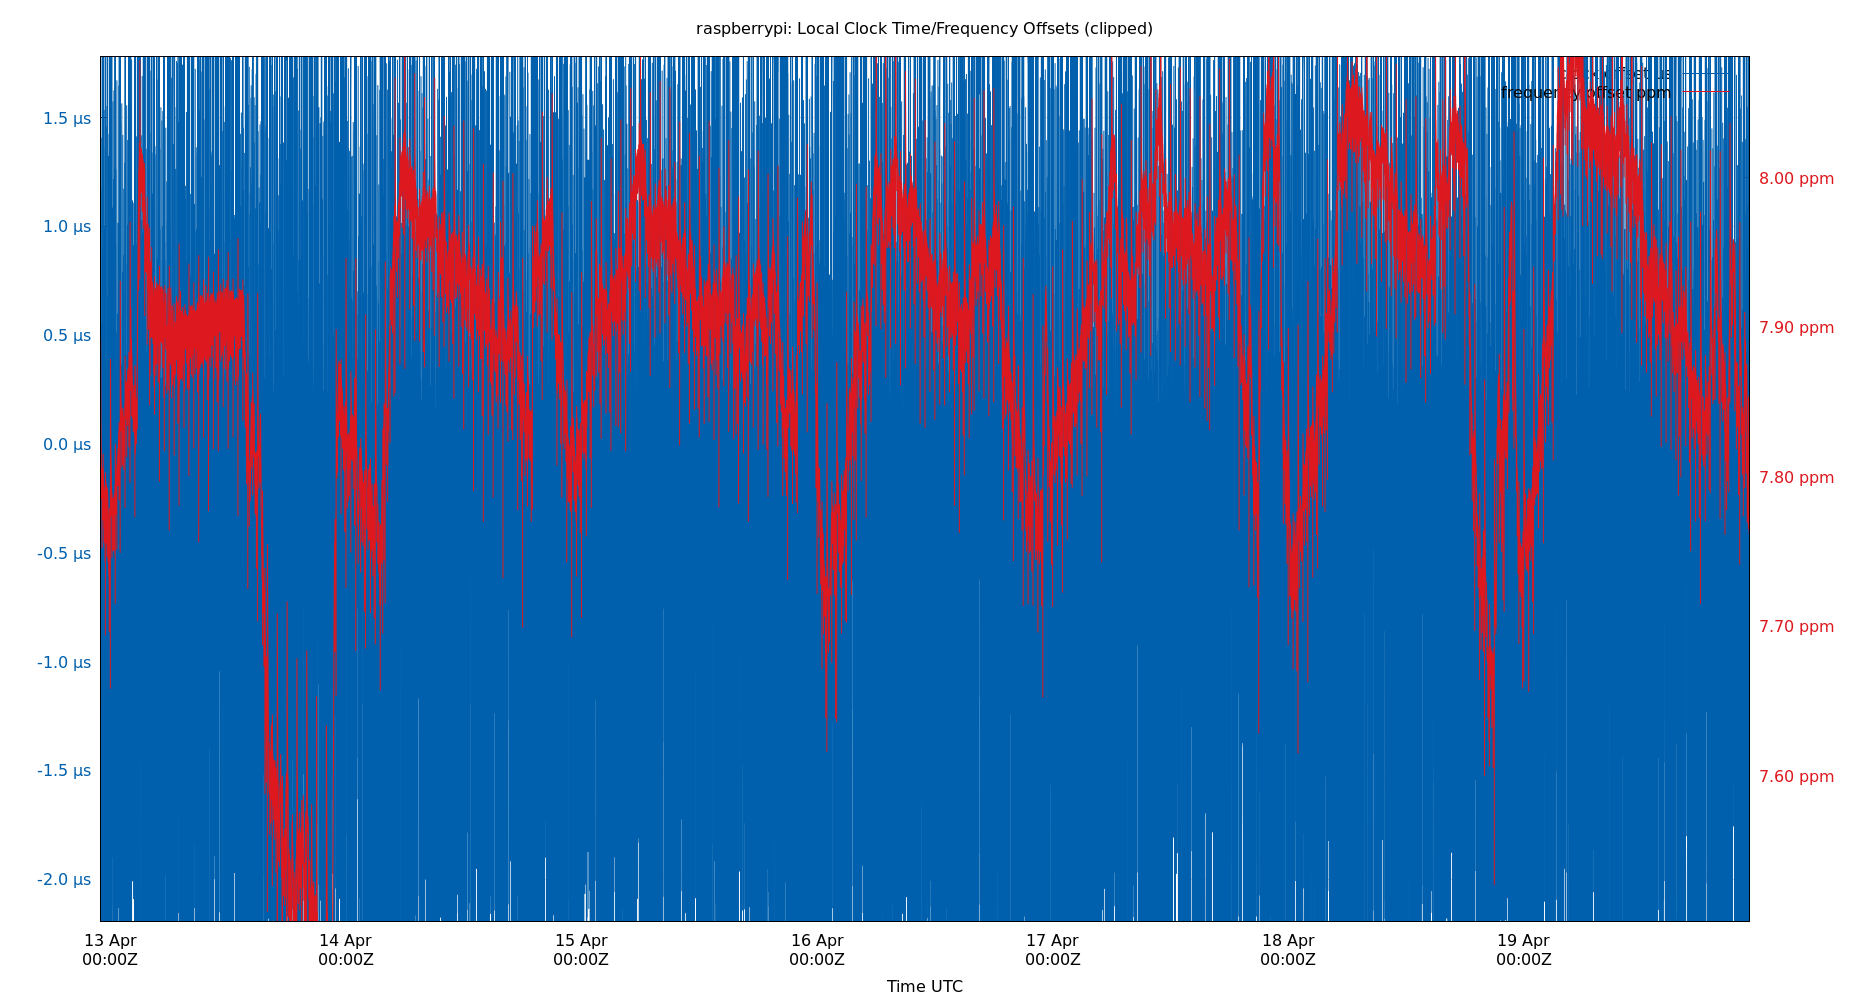 raspberrypi: Local Clock Time/Frequency Offsets (clipped)
clock offset us
frequency offset ppm
1.5 µs
1.0 µs
0.5 µs
0.0 µs
-0.5 µs
-1.0 µs
-1.5 µs
-2.0 µs
8.00 ppm
7.90 ppm
7.80 ppm
7.70 ppm
7.60 ppm
13 Apr 14 Apr 15 Apr 16 Apr 17 Apr 18 Apr 19 Apr
00:00Z 00:00Z 00:00Z 00:00Z 00:00Z 00:00Z 00:00Z
Time UTC